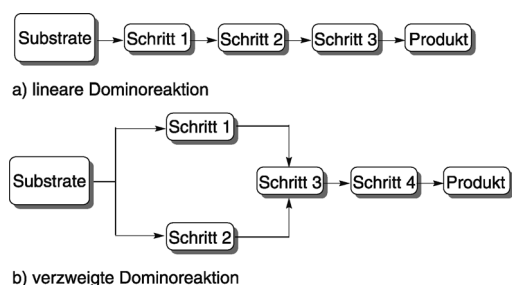 Substrate Schritt 1 Schritt 2 Schritt 3 Produkt
a) lineare Dominoreaktion
Schritt 1
Substrate Schritt 3 Schritt 4 Produkt
Schritt 2
b) verzweigte Dominoreaktion